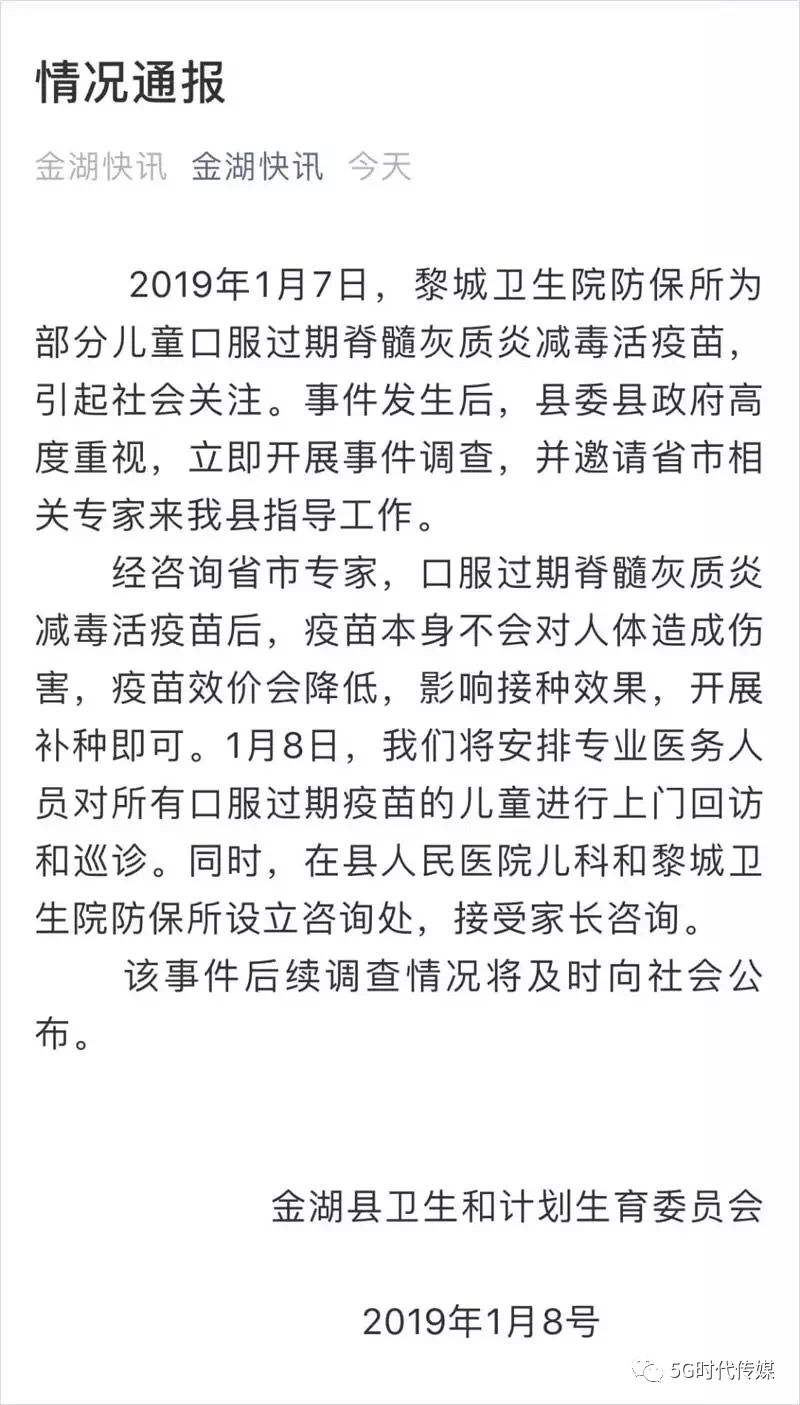 情况通报
金湖快讯 金湖快讯 今天
2019年1月7日，黎城卫生院防保所为
部分儿童口服过期脊髓灰质炎减毒活疫苗，
引起社会关注。事件发生后，县委县政府高
度重视，立即开展事件调查，并邀请省市相
关专家来我县指导工作。
经咨询省市专家，口服过期脊髓灰质炎
减毒活疫苗后，疫苗本身不会对人体造成伤
害，疫苗效价会降低，影响接种效果，开展
补种即可。1月8日，我们将安排专业医务人
员对所有口服过期疫苗的儿童进行上门回访
和巡诊。同时，在县人民医院儿科和黎城卫
生院防保所设立咨询处，接受家长咨询。
该事件后续调查情况将及时向社会公
布。
金湖县卫生和计划生育委员会
2019年1月8号
5G时代传媒